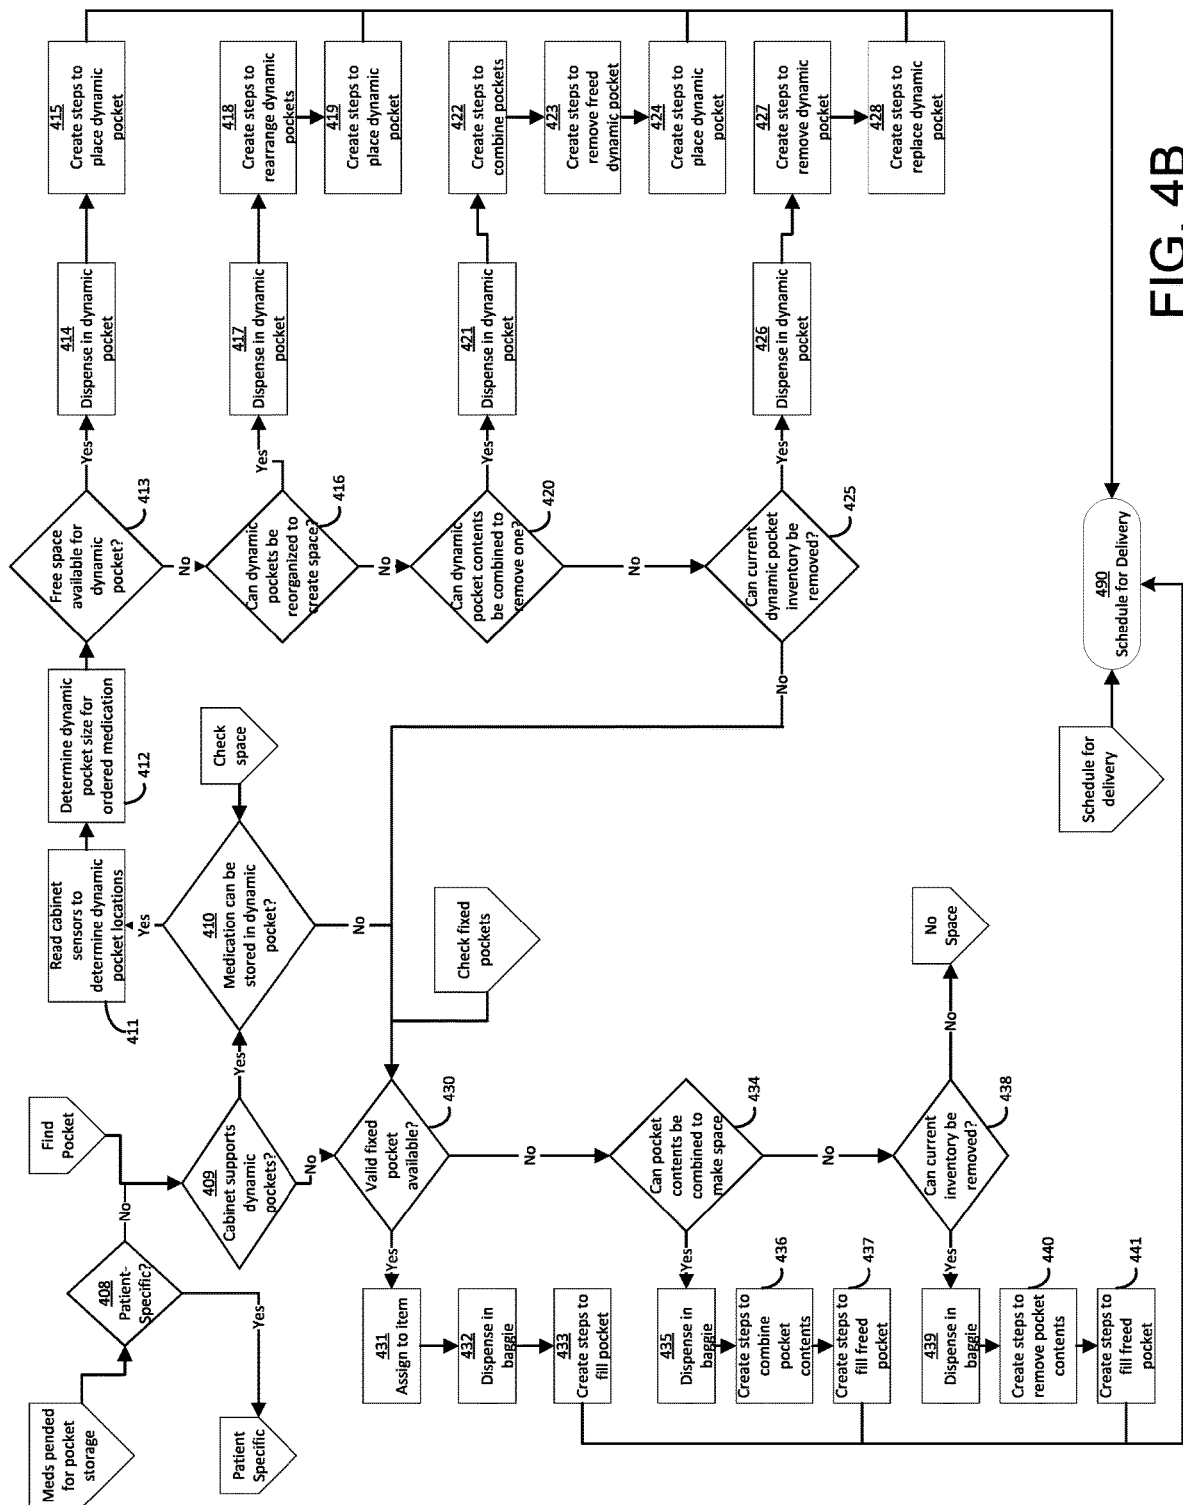 Meds pended
for pocket
storage
408
Patient-
Specific?
No
Yes
Patient
Specific
Find
Pocket
409
Cabinet supports
dynamic
pockets?
Yes
No
410
Medication can be
stored in dynamic
pocket?
Yes
No
Check
space
Read cabinet
sensors to
determine dynamic
pocket locations
411
Determine dynamic
pocket size for
ordered medication
412
Free space
available for
dynamic
pocket?
413
Yes
No
414
Dispense in dynamic
pocket
415
Create steps to
place dynamic
pocket
Can dynamic
pockets be
reorganized to
create space?
416
Yes
No
417
Dispense in dynamic
pocket
418
Create steps to
rearrange dynamic
pockets
419
Create steps to
place dynamic
pocket
Can dynamic
pocket contents
be combined to
remove one?
420
Yes
No
421
Dispense in dynamic
pocket
422
Create steps to
combine pockets
423
Create steps to
remove freed
dynamic pocket
424
Create steps to
place dynamic
pocket
Can current
dynamic pocket
inventory be
removed?
425
Yes
No
426
Dispense in dynamic
pocket
427
Create steps to
remove dynamic
pocket
428
Create steps to
replace dynamic
pocket
Check fixed
pockets
Valid fixed
pocket
available?
430
Yes
No
431
Assign to item
432
Dispense in
baggie
433
Create steps to
fill pocket
Can pocket
contents be
combined to
make space
434
Yes
No
435
Dispense in
baggie
436
Create steps to
combine
pocket
contents
437
Create steps to
fill freed
pocket
Can current
inventory be
removed?
438
No
Yes
No
Space
439
Dispense in
baggie
440
Create steps to
remove pocket
contents
441
Create steps to
fill freed
pocket
Schedule for
delivery
490
Schedule for Delivery
FIG. 4B